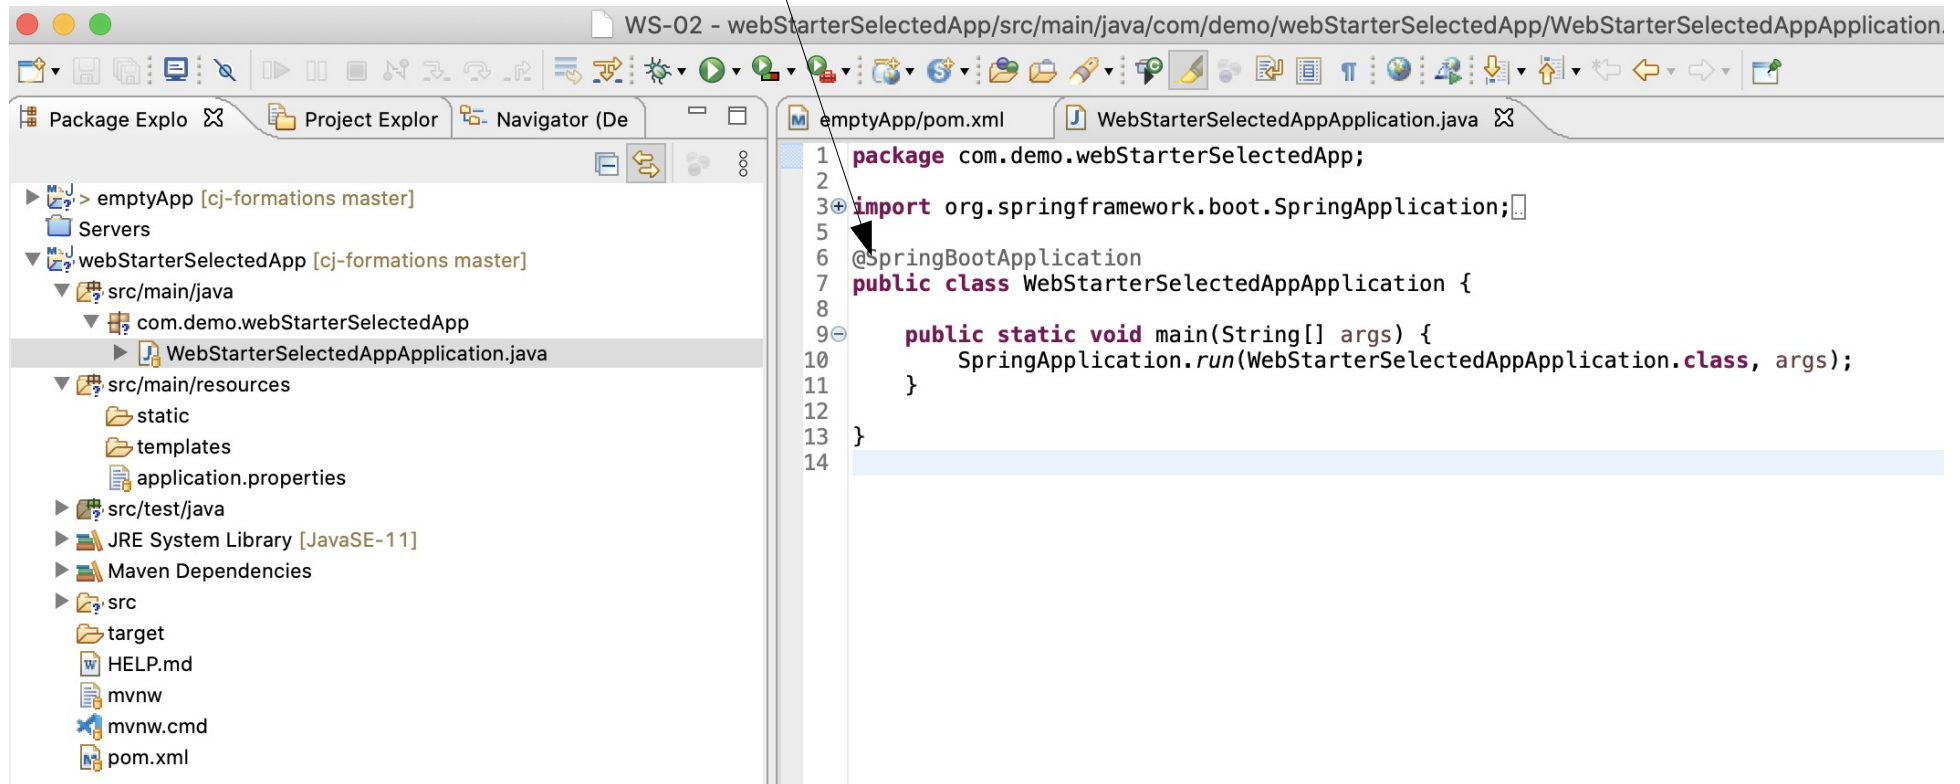 WS-02 - webStarterSelectedApp/src/main/java/com/demo/webStarterSelectedApp/WebStarterSelectedAppApplication.
Package Explo
Project Explor
Navigator (De
> emptyApp [cj-formations master]
Servers
webStarterSelectedApp [cj-formations master]
src/main/java
com.demo.webStarterSelectedApp
WebStarterSelectedAppApplication.java
src/main/resources
static
templates
application.properties
src/test/java
JRE System Library [JavaSE-11]
Maven Dependencies
src
target
HELP.md
mvnw
mvnw.cmd
pom.xml
emptyApp/pom.xml
WebStarterSelectedAppApplication.java
1 package com.demo.webStarterSelectedApp;
2
3 import org.springframework.boot.SpringApplication;
5
6 @SpringBootApplication
7 public class WebStarterSelectedAppApplication {
8
9 public static void main(String[] args) {
10 SpringApplication.run(WebStarterSelectedAppApplication.class, args);
11 }
12
13 }
14